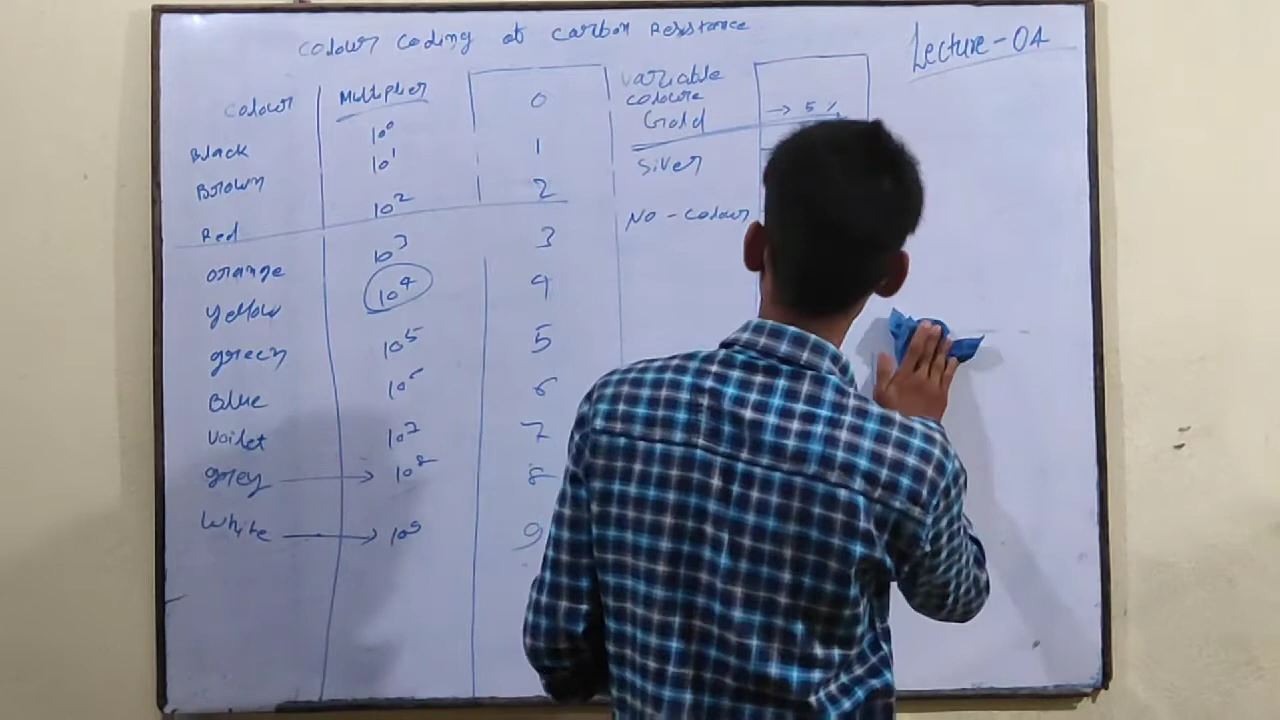 Colour Coding of Carbon Resistance
Lecture-04
Colour
Multiplier
0
Variable
coloure
Gold → 5 %
Black 10⁰ 1
Brown 10¹ 2
Red 10² 3
Siver
No-colour
Orange 10³ 4
Yellow 10⁴ 5
green 10⁵ 6
Blue 10⁶ 7
Voilet 10⁷ 8
grey → 10⁸ 9
White → 10⁹